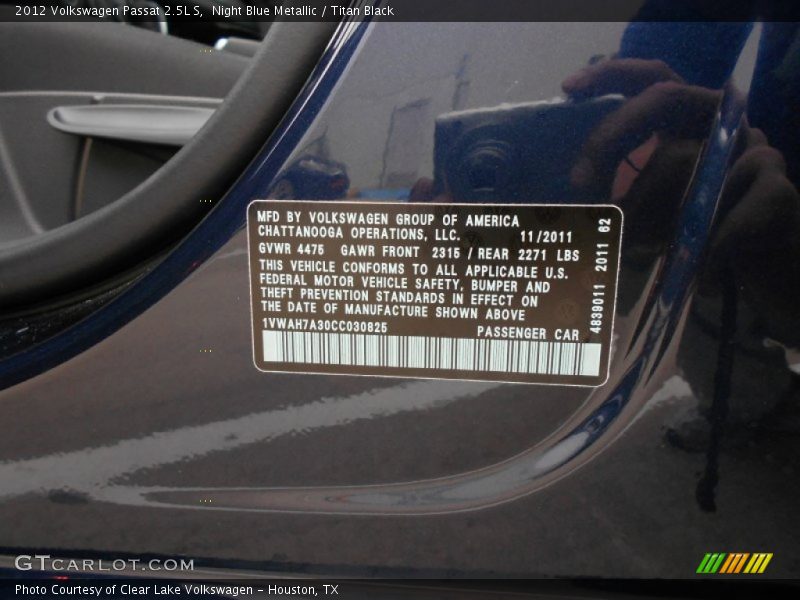 2012 Volkswagen Passat 2.5L S,  Night Blue Metallic / Titan Black
MFD BY VOLKSWAGEN GROUP OF AMERICA
CHATTANOOGA OPERATIONS, LLC. 11/2011
GVWR 4475 GAWR FRONT 2315 / REAR 2271 LBS
THIS VEHICLE CONFORMS TO ALL APPLICABLE U.S.
FEDERAL MOTOR VEHICLE SAFETY, BUMPER AND
THEFT PREVENTION STANDARDS IN EFFECT ON
THE DATE OF MANUFACTURE SHOWN ABOVE
1VWAH7A30CC030825 PASSENGER CAR
4839011 2011 62
GTCARLOT.COM
Photo Courtesy of Clear Lake Volkswagen - Houston, TX